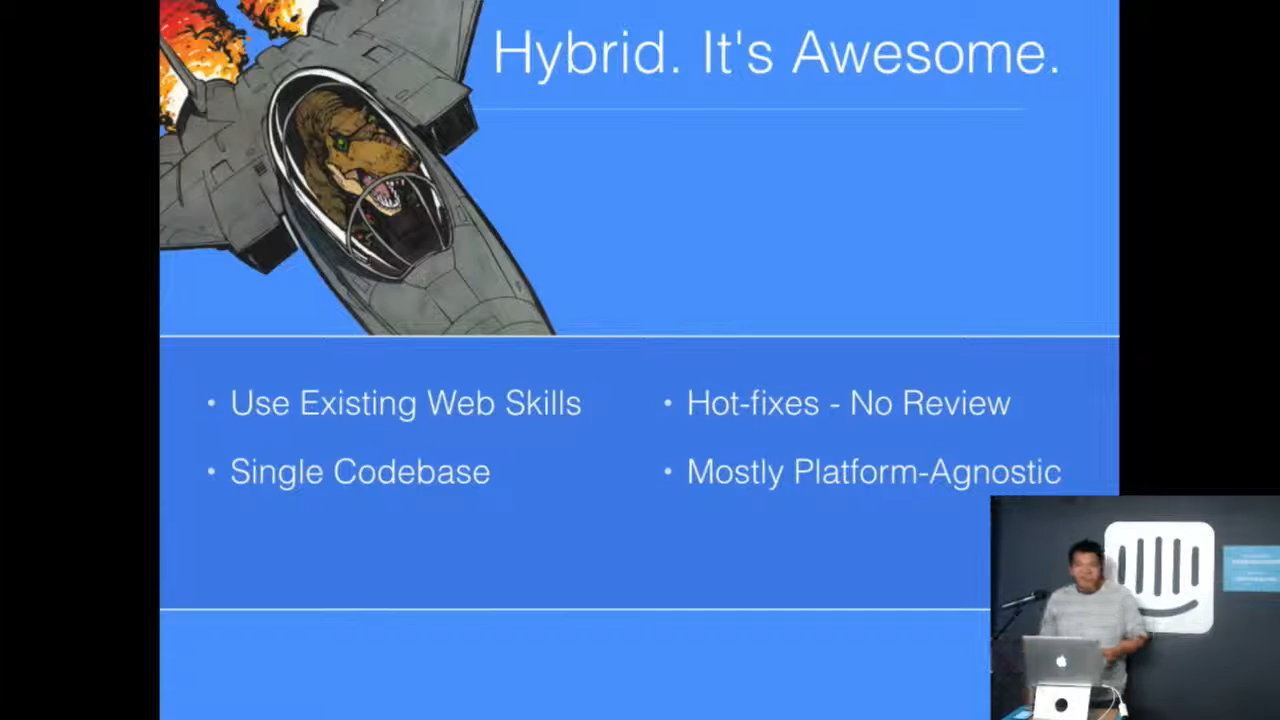 Hybrid. It's Awesome.
• Use Existing Web Skills
• Single Codebase
• Hot-fixes - No Review
• Mostly Platform-Agnostic